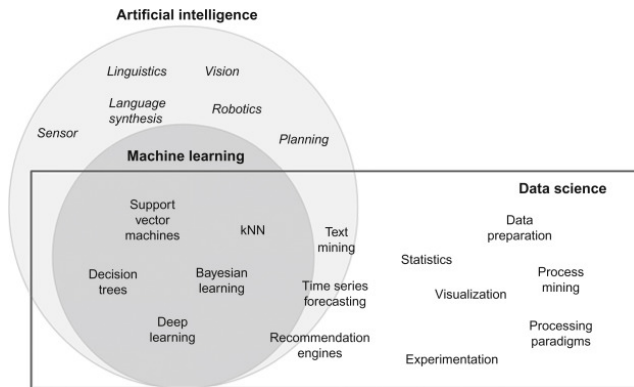 Artificial intelligence
Linguistics
Vision
Language
synthesis
Robotics
Sensor
Planning
Machine learning
Data science
Support
vector
machines
kNN
Text
mining
Data
preparation
Statistics
Decision
trees
Bayesian
learning
Time series
forecasting
Visualization
Process
mining
Deep
learning
Recommendation
engines
Experimentation
Processing
paradigms